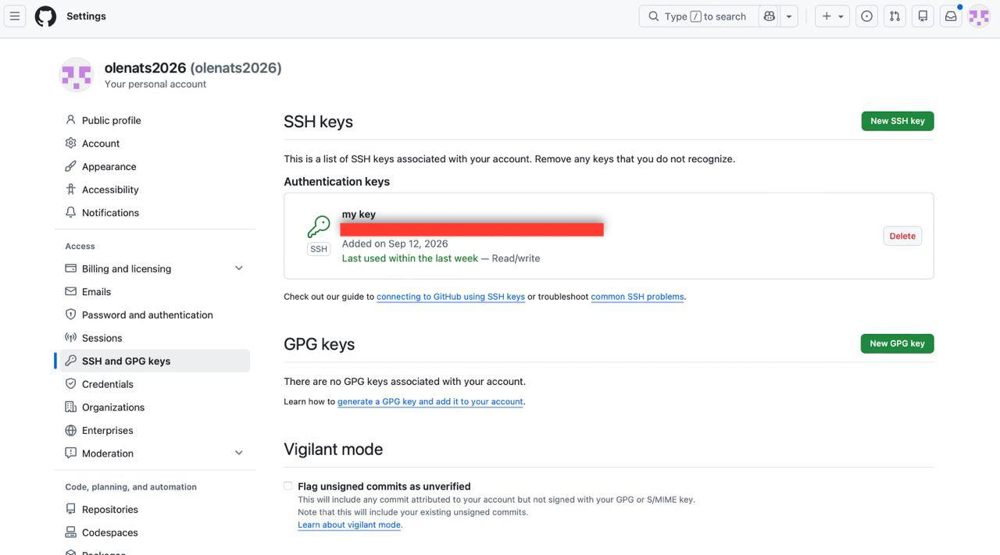 Settings
Type / to search
olenats2026 (olenats2026)
Your personal account
Public profile
Account
Appearance
Accessibility
Notifications
Access
Billing and licensing
Emails
Password and authentication
Sessions
SSH and GPG keys
Credentials
Organizations
Enterprises
Moderation
Code, planning, and automation
Repositories
Codespaces
Packages
SSH keys
New SSH key
This is a list of SSH keys associated with your account. Remove any keys that you do not recognize.
Authentication keys
my key
SSH
Added on Sep 12, 2026
Last used within the last week — Read/write
Delete
Check out our guide to connecting to GitHub using SSH keys or troubleshoot common SSH problems.
GPG keys
New GPG key
There are no GPG keys associated with your account.
Learn how to generate a GPG key and add it to your account.
Vigilant mode
Flag unsigned commits as unverified
This will include any commit attributed to your account but not signed with your GPG or S/MIME key.
Note that this will include your existing unsigned commits.
Learn about vigilant mode.